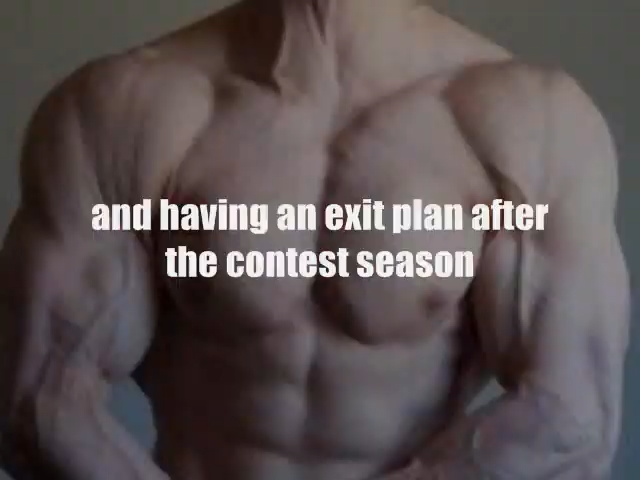 and having an exit plan after
the contest season